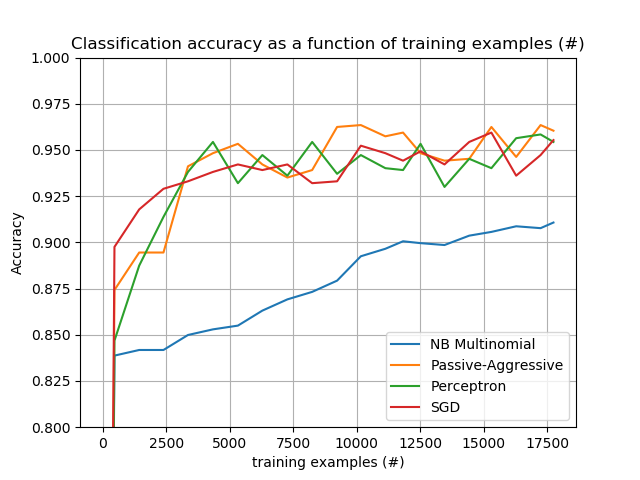 Classification accuracy as a function of training examples (#)
1.000
0.975
0.950
0.925
0.900
0.875
0.850
0.825
0.800
Accuracy
NB Multinomial
Passive-Aggressive
Perceptron
SGD
0 2500 5000 7500 10000 12500 15000 17500
training examples (#)